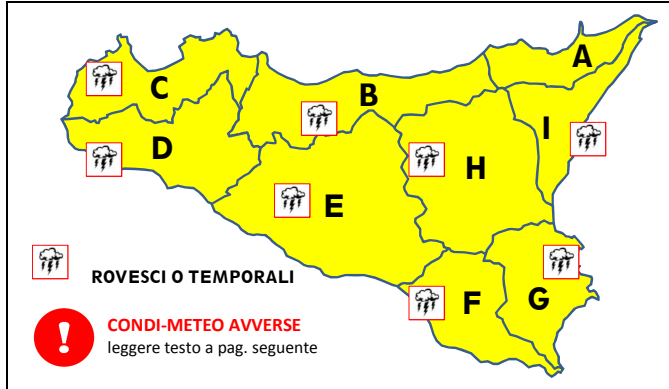 A
C
B
I
D
H
E
F
G
ROVESCI O TEMPORALI
!
CONDI-METEO AVVERSE
leggere testo a pag. seguente